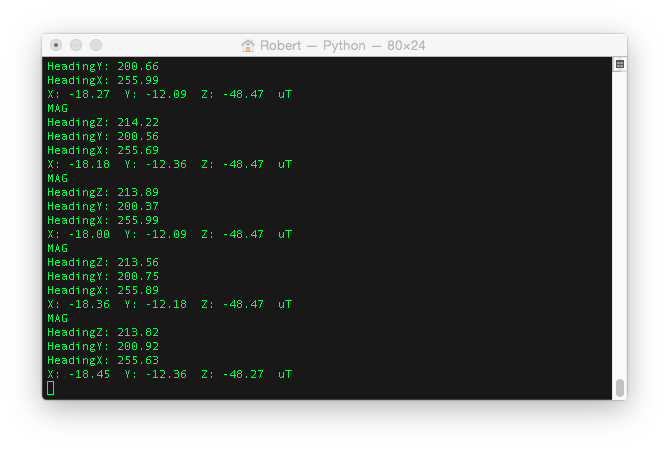 Robert — Python — 80×24
HeadingY: 200.66
HeadingX: 255.99
X: -18.27  Y: -12.09  Z: -48.47  uT
MAG
HeadingZ: 214.22
HeadingY: 200.56
HeadingX: 255.69
X: -18.18  Y: -12.36  Z: -48.47  uT
MAG
HeadingZ: 213.89
HeadingY: 200.37
HeadingX: 255.99
X: -18.00  Y: -12.09  Z: -48.47  uT
MAG
HeadingZ: 213.56
HeadingY: 200.75
HeadingX: 255.89
X: -18.36  Y: -12.18  Z: -48.47  uT
MAG
HeadingZ: 213.82
HeadingY: 200.92
HeadingX: 255.63
X: -18.45  Y: -12.36  Z: -48.27  uT